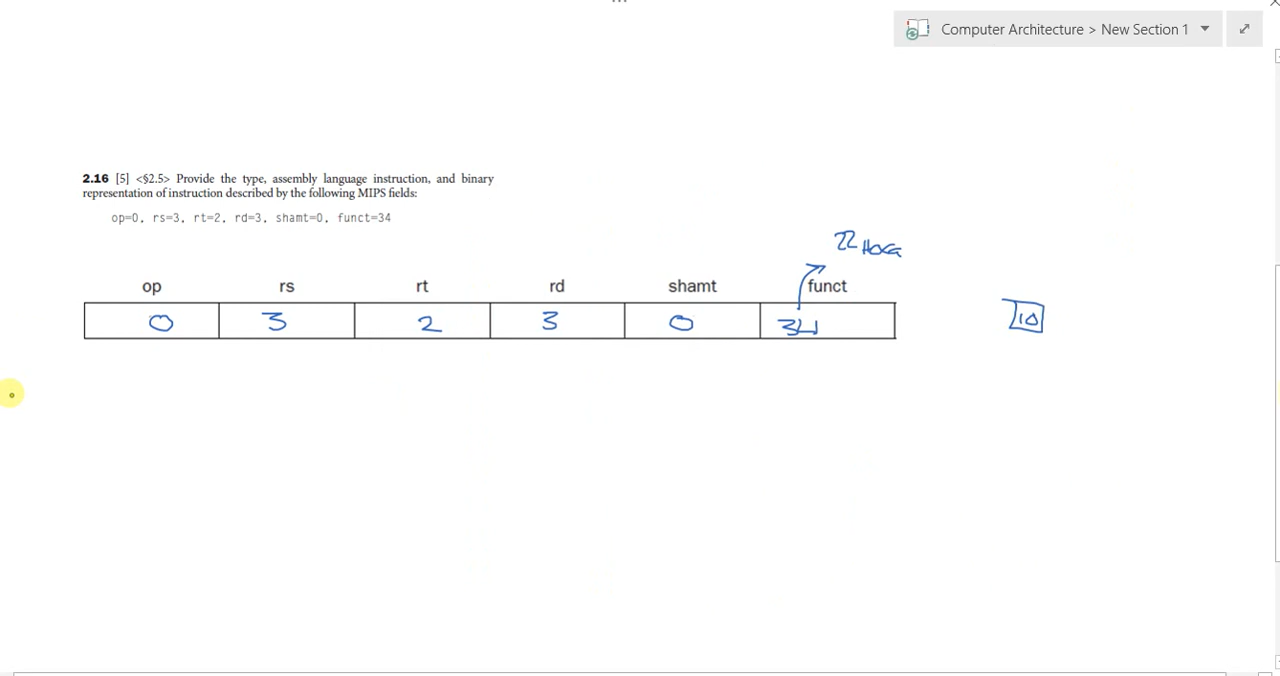 Computer Architecture > New Section 1
2.16 [5] <§2.5> Provide the type, assembly language instruction, and binary
representation of instruction described by the following MIPS fields:
op=0, rs=3, rt=2, rd=3, shamt=0, funct=34
22 Hexa
op rs rt rd shamt funct
0 3 2 3 0 34
10